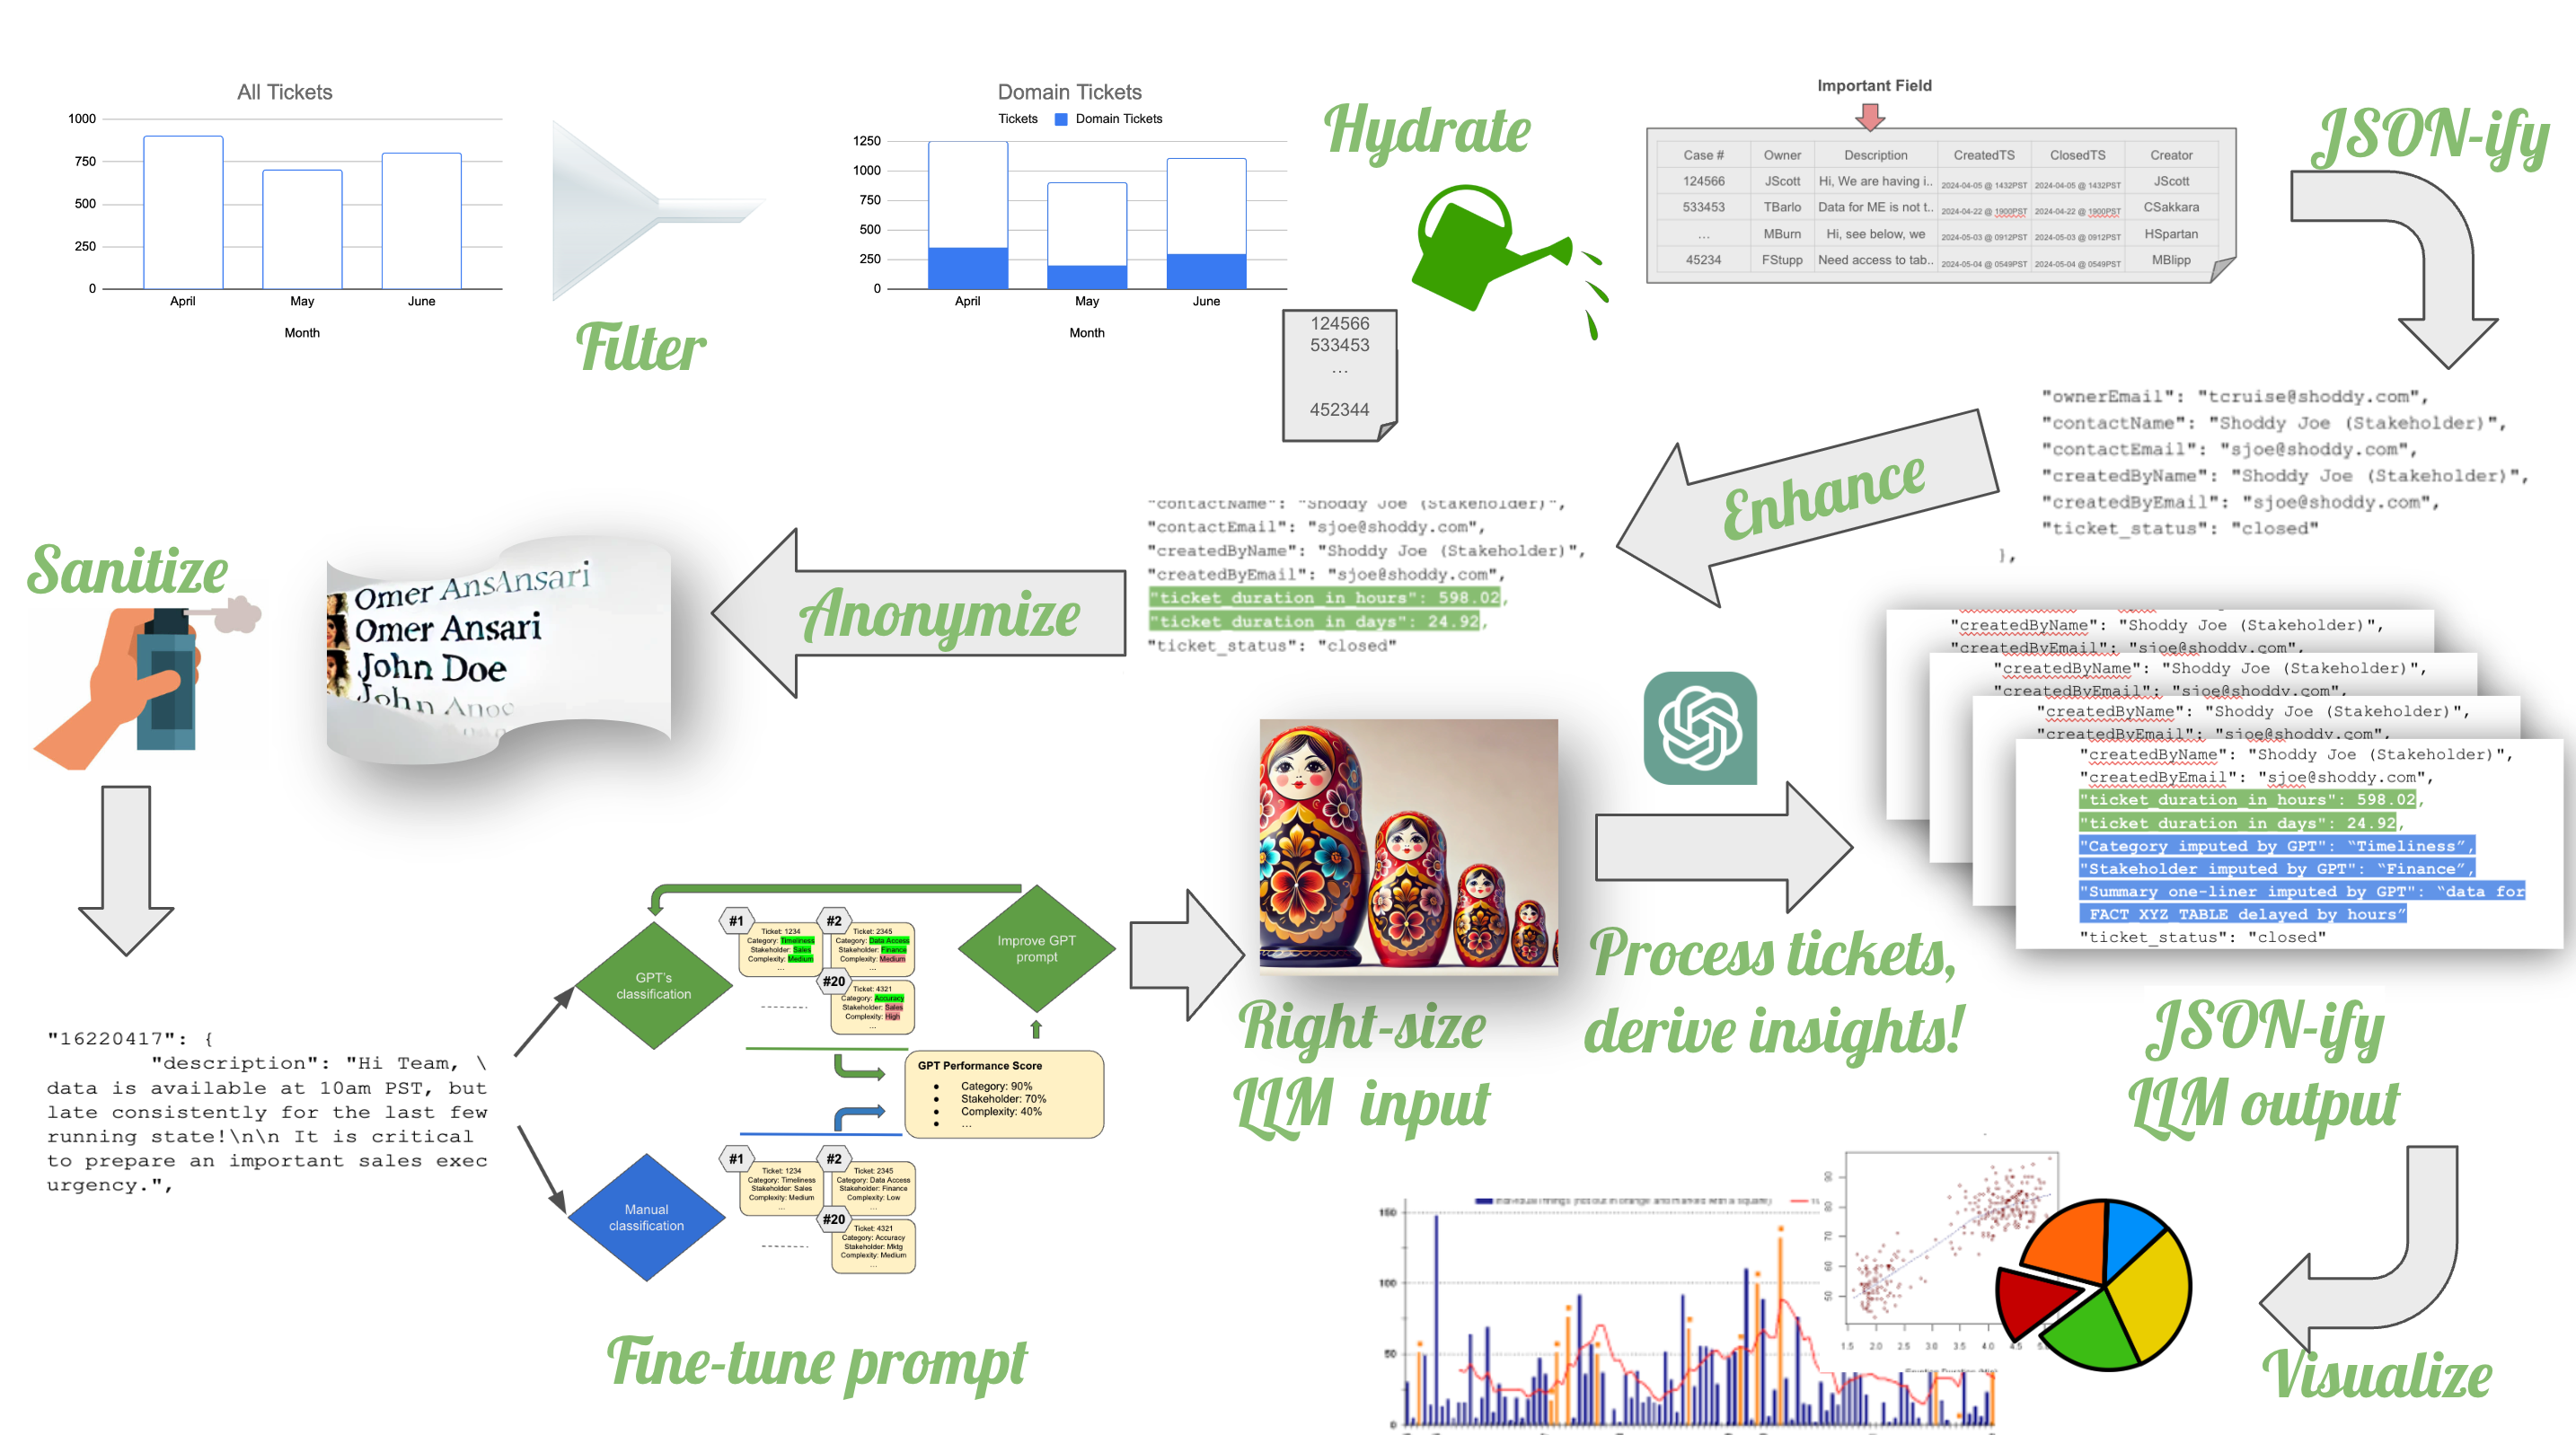 All Tickets
1000
750
500
250
0
April
May
June
Month
Filter
Domain Tickets
Tickets
Domain Tickets
1250
1000
750
500
250
0
April
May
June
Month
Hydrate
124566
533453
...
452344
Important Field
Case # Owner Description CreatedTS ClosedTS Creator
124566 JScott Hi, We are having i.. 2024-04-05 @ 1432PST 2024-04-05 @ 1432PST JScott
533453 TBarlo Data for ME is not t.. 2024-04-22 @ 1900PST 2024-04-22 @ 1900PST CSakkara
... MBurn Hi, see below, we 2024-05-03 @ 0912PST 2024-05-03 @ 0912PST HSpartan
45234 FStupp Need access to tab.. 2024-05-04 @ 0549PST 2024-05-04 @ 0549PST MBlipp
JSON-ify
"ownerEmail": "tcruise@shoddy.com",
"contactName": "Shoddy Joe (Stakeholder)",
"contactEmail": "sjoe@shoddy.com",
"createdByName": "Shoddy Joe (Stakeholder)",
"createdByEmail": "sjoe@shoddy.com",
"ticket_status": "closed"
},
Enhance
"contactName": "Shoddy Joe (Stakeholder)",
"contactEmail": "sjoe@shoddy.com",
"createdByName": "Shoddy Joe (Stakeholder)",
"createdByEmail": "sjoe@shoddy.com",
"ticket_duration_in_hours": 598.02,
"ticket_duration_in_days": 24.92,
"ticket_status": "closed"
Anonymize
Omer AnsAnsari
Omer Ansari
John Doe
John
Sanitize
"16220417": {
"description": "Hi Team, \
data is available at 10am PST, but
late consistently for the last few
running state!\n\n It is critical
to prepare an important sales exec
urgency.",
GPT's
classification
#1
Ticket: 1234
Category: Timeliness
Stakeholder: Sales
Complexity: Medium
...
#2
Ticket: 2345
Category: Data Access
Stakeholder: Finance
Complexity: Medium
...
#20
Ticket: 4321
Category: Accuracy
Stakeholder: Sales
Complexity: High
...
Improve GPT
prompt
GPT Performance Score
● Category: 90%
● Stakeholder: 70%
● Complexity: 40%
● ...
Manual
classification
#1
Ticket: 1234
Category: Timeliness
Stakeholder: Sales
Complexity: Medium
...
#2
Ticket: 2345
Category: Data Access
Stakeholder: Finance
Complexity: Low
#20
Ticket: 4321
Category: Accuracy
Stakeholder: Mktg
Complexity: Medium
...
Fine-tune prompt
Right-size
LLM input
Process tickets,
derive insights!
"createdByName": "Shoddy Joe (Stakeholder)",
"createdByEmail": "sjoe@shoddy.com",
"createdByName": "Shoddy Joe (Stakeholder)",
"createdByEmail": "sjoe@shoddy.com",
"createdByName": "Shoddy Joe (Stakeholder)",
"createdByEmail": "sjoe@shoddy.com",
"createdByName": "Shoddy Joe (Stakeholder)",
"createdByEmail": "sjoe@shoddy.com",
"ticket_duration_in_hours": 598.02,
"ticket_duration_in_days": 24.92,
"Category imputed by GPT": “Timeliness”,
"Stakeholder imputed by GPT": “Finance”,
"Summary one-liner imputed by GPT": “data for
FACT XYZ TABLE delayed by hours”
"ticket_status": "closed"
JSON-ify
LLM output
Visualize
150
100
50
0
90
80
70
60
50
1.5 2.0 2.5 3.0 3.5 4.0 4.5